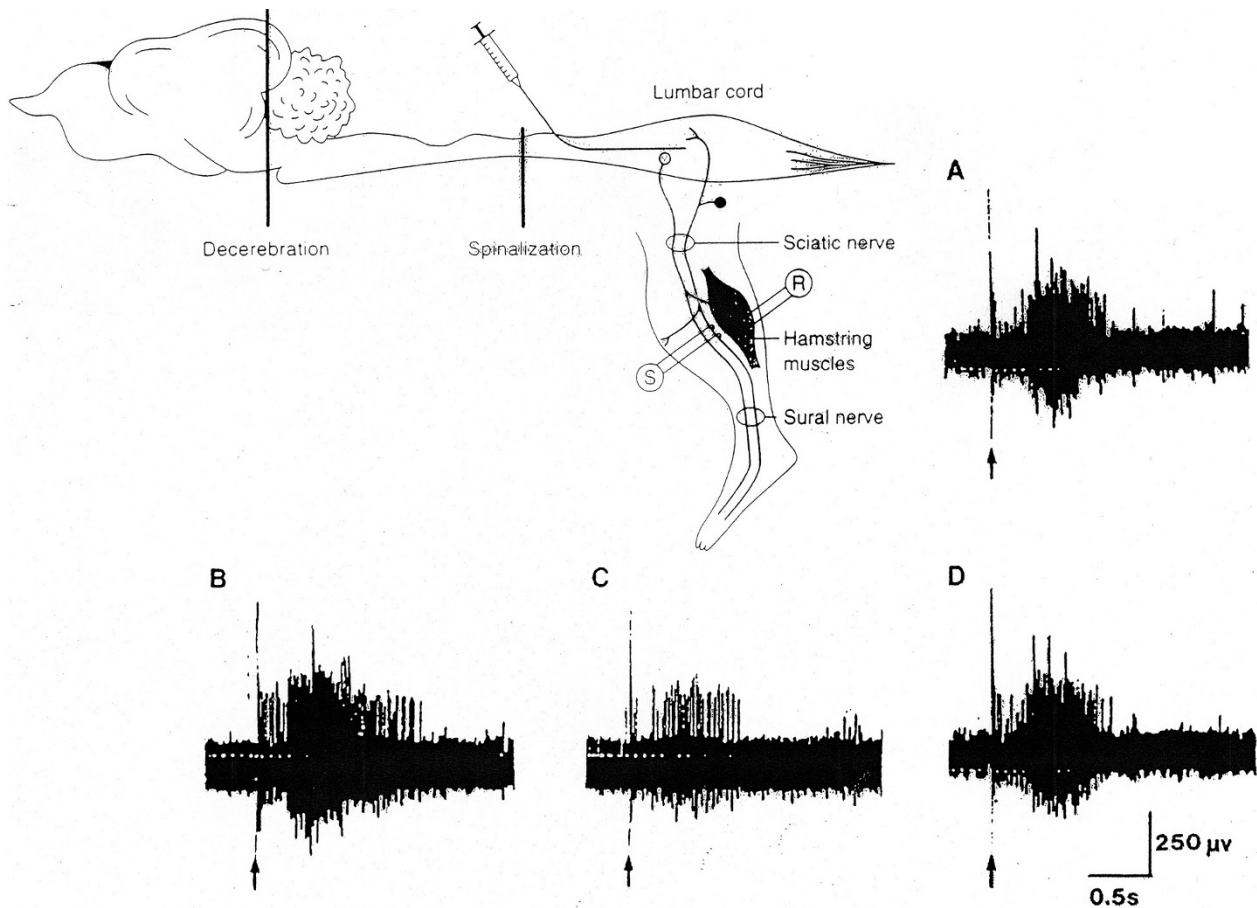 Lumbar cord
A
Decerebration
Spinalization
Sciatic nerve
R
Hamstring
muscles
S
Sural nerve
B
C
D
250 μv
0.5s